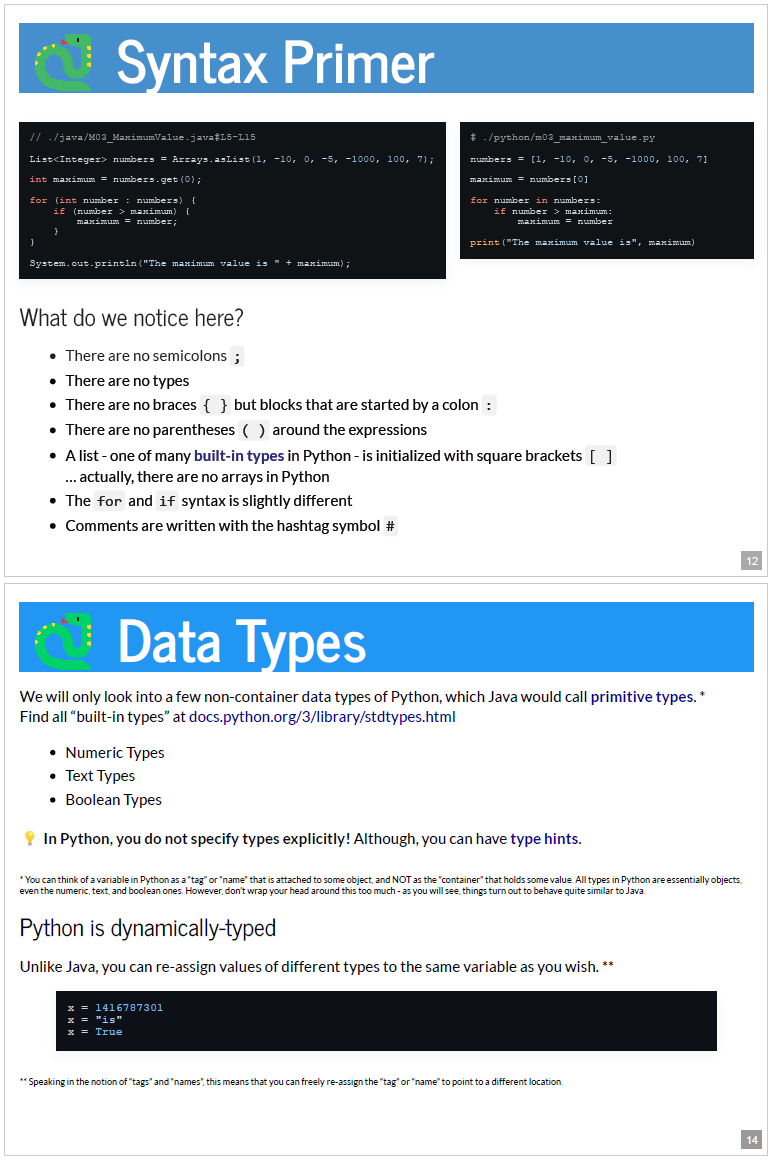 Syntax Primer
// ./java/M03_MaximumValue.java#L5-L15
List<Integer> numbers = Arrays.asList(1, -10, 0, -5, -1000, 100, 7);
int maximum = numbers.get(0);
for (int number : numbers) {
    if (number > maximum) {
        maximum = number;
    }
}
System.out.println("The maximum value is " + maximum);
# ./python/m03_maximum_value.py
numbers = [1, -10, 0, -5, -1000, 100, 7]
maximum = numbers[0]
for number in numbers:
    if number > maximum:
        maximum = number
print("The maximum value is", maximum)
What do we notice here?
• There are no semicolons ;
• There are no types
• There are no braces { } but blocks that are started by a colon :
• There are no parentheses ( ) around the expressions
• A list - one of many built-in types in Python - is initialized with square brackets [ ]
... actually, there are no arrays in Python
• The for and if syntax is slightly different
• Comments are written with the hashtag symbol #
12
Data Types
We will only look into a few non-container data types of Python, which Java would call primitive types. *
Find all “built-in types” at docs.python.org/3/library/stdtypes.html
• Numeric Types
• Text Types
• Boolean Types
💡 In Python, you do not specify types explicitly! Although, you can have type hints.
* You can think of a variable in Python as a "tag" or "name" that is attached to some object, and NOT as the "container" that holds some value. All types in Python are essentially objects,
even the numeric, text, and boolean ones. However, don't wrap your head around this too much - as you will see, things turn out to behave quite similar to Java.
Python is dynamically-typed
Unlike Java, you can re-assign values of different types to the same variable as you wish. **
x = 1416787301
x = "is"
x = True
** Speaking in the notion of "tags" and "names", this means that you can freely re-assign the "tag" or "name" to point to a different location.
14